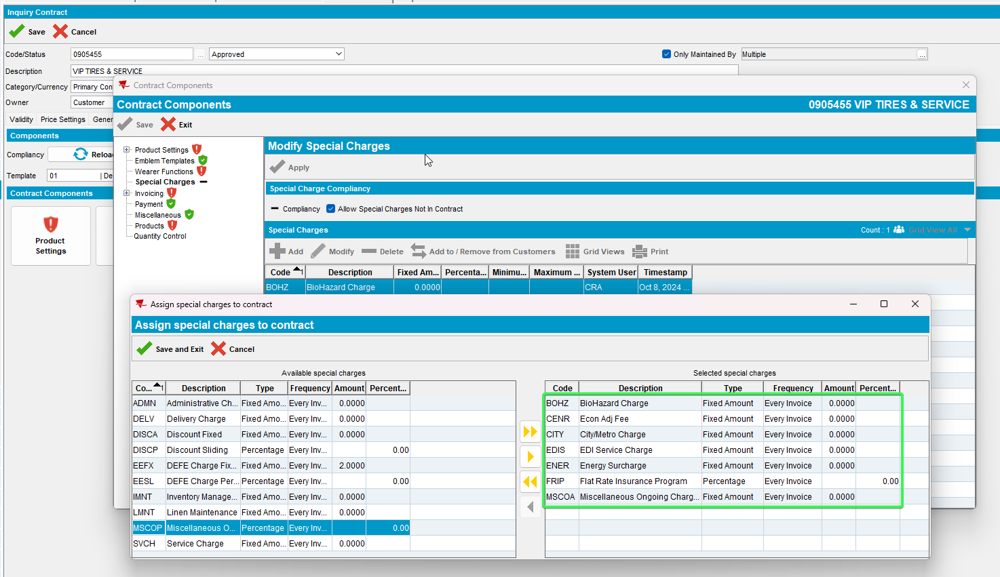 Inquiry Contract
Save Cancel
Code/Status 0905455 ... Approved Only Maintained By Multiple ...
Description VIP TIRES & SERVICE
Category/Currency Primary Con
Owner Customer
Validity Price Settings Gener
Components
Compliancy Reloa
Template 01 De
Contract Components
Product
Settings
Contract Components
Contract Components 0905455 VIP TIRES & SERVICE
Save Exit
Product Settings
Emblem Templates
Wearer Functions
Special Charges
Invoicing
Payment
Miscellaneous
Products
Quantity Control
Modify Special Charges
Apply
Special Charge Compliancy
Compliancy Allow Special Charges Not In Contract
Special Charges Count : 1 Grid View All
Add Modify Delete Add to / Remove from Customers Grid Views Print
Code 1 Description Fixed Am... Percenta... Minimu... Maximum ... System User Timestamp
BOHZ BioHazard Charge 0.0000 CRA Oct 8, 2024 ...
Assign special charges to contract
Assign special charges to contract
Save and Exit Cancel
Available special charges
Co... 1 Description Type Frequency Amount Percent...
ADMN Administrative Ch... Fixed Amo... Every Inv... 0.0000
DELV Delivery Charge Fixed Amo... Every Inv... 0.0000
DISCA Discount Fixed Fixed Amo... Every Inv... 0.0000
DISCP Discount Sliding Percentage Every Inv... 0.00
EEFX DEFE Charge Fix... Fixed Amo... Every Inv... 2.0000
EESL DEFE Charge Per... Percentage Every Inv... 0.00
IMNT Inventory Manage... Fixed Amo... Every Inv... 0.0000
LMNT Linen Maintenance Fixed Amo... Every Inv... 0.0000
MSCOP Miscellaneous O... Percentage Every Inv... 0.00
SVCH Service Charge Fixed Amo... Every Inv... 0.0000
Selected special charges
Code Description Type Frequency Amount Percent...
BOHZ BioHazard Charge Fixed Amount Every Invoice 0.0000
CENR Econ Adj Fee Fixed Amount Every Invoice 0.0000
CITY City/Metro Charge Fixed Amount Every Invoice 0.0000
EDIS EDI Service Charge Fixed Amount Every Invoice 0.0000
ENER Energy Surcharge Fixed Amount Every Invoice 0.0000
FRIP Flat Rate Insurance Program Percentage Every Invoice 0.00
MSCOA Miscellaneous Ongoing Charg... Fixed Amount Every Invoice 0.0000